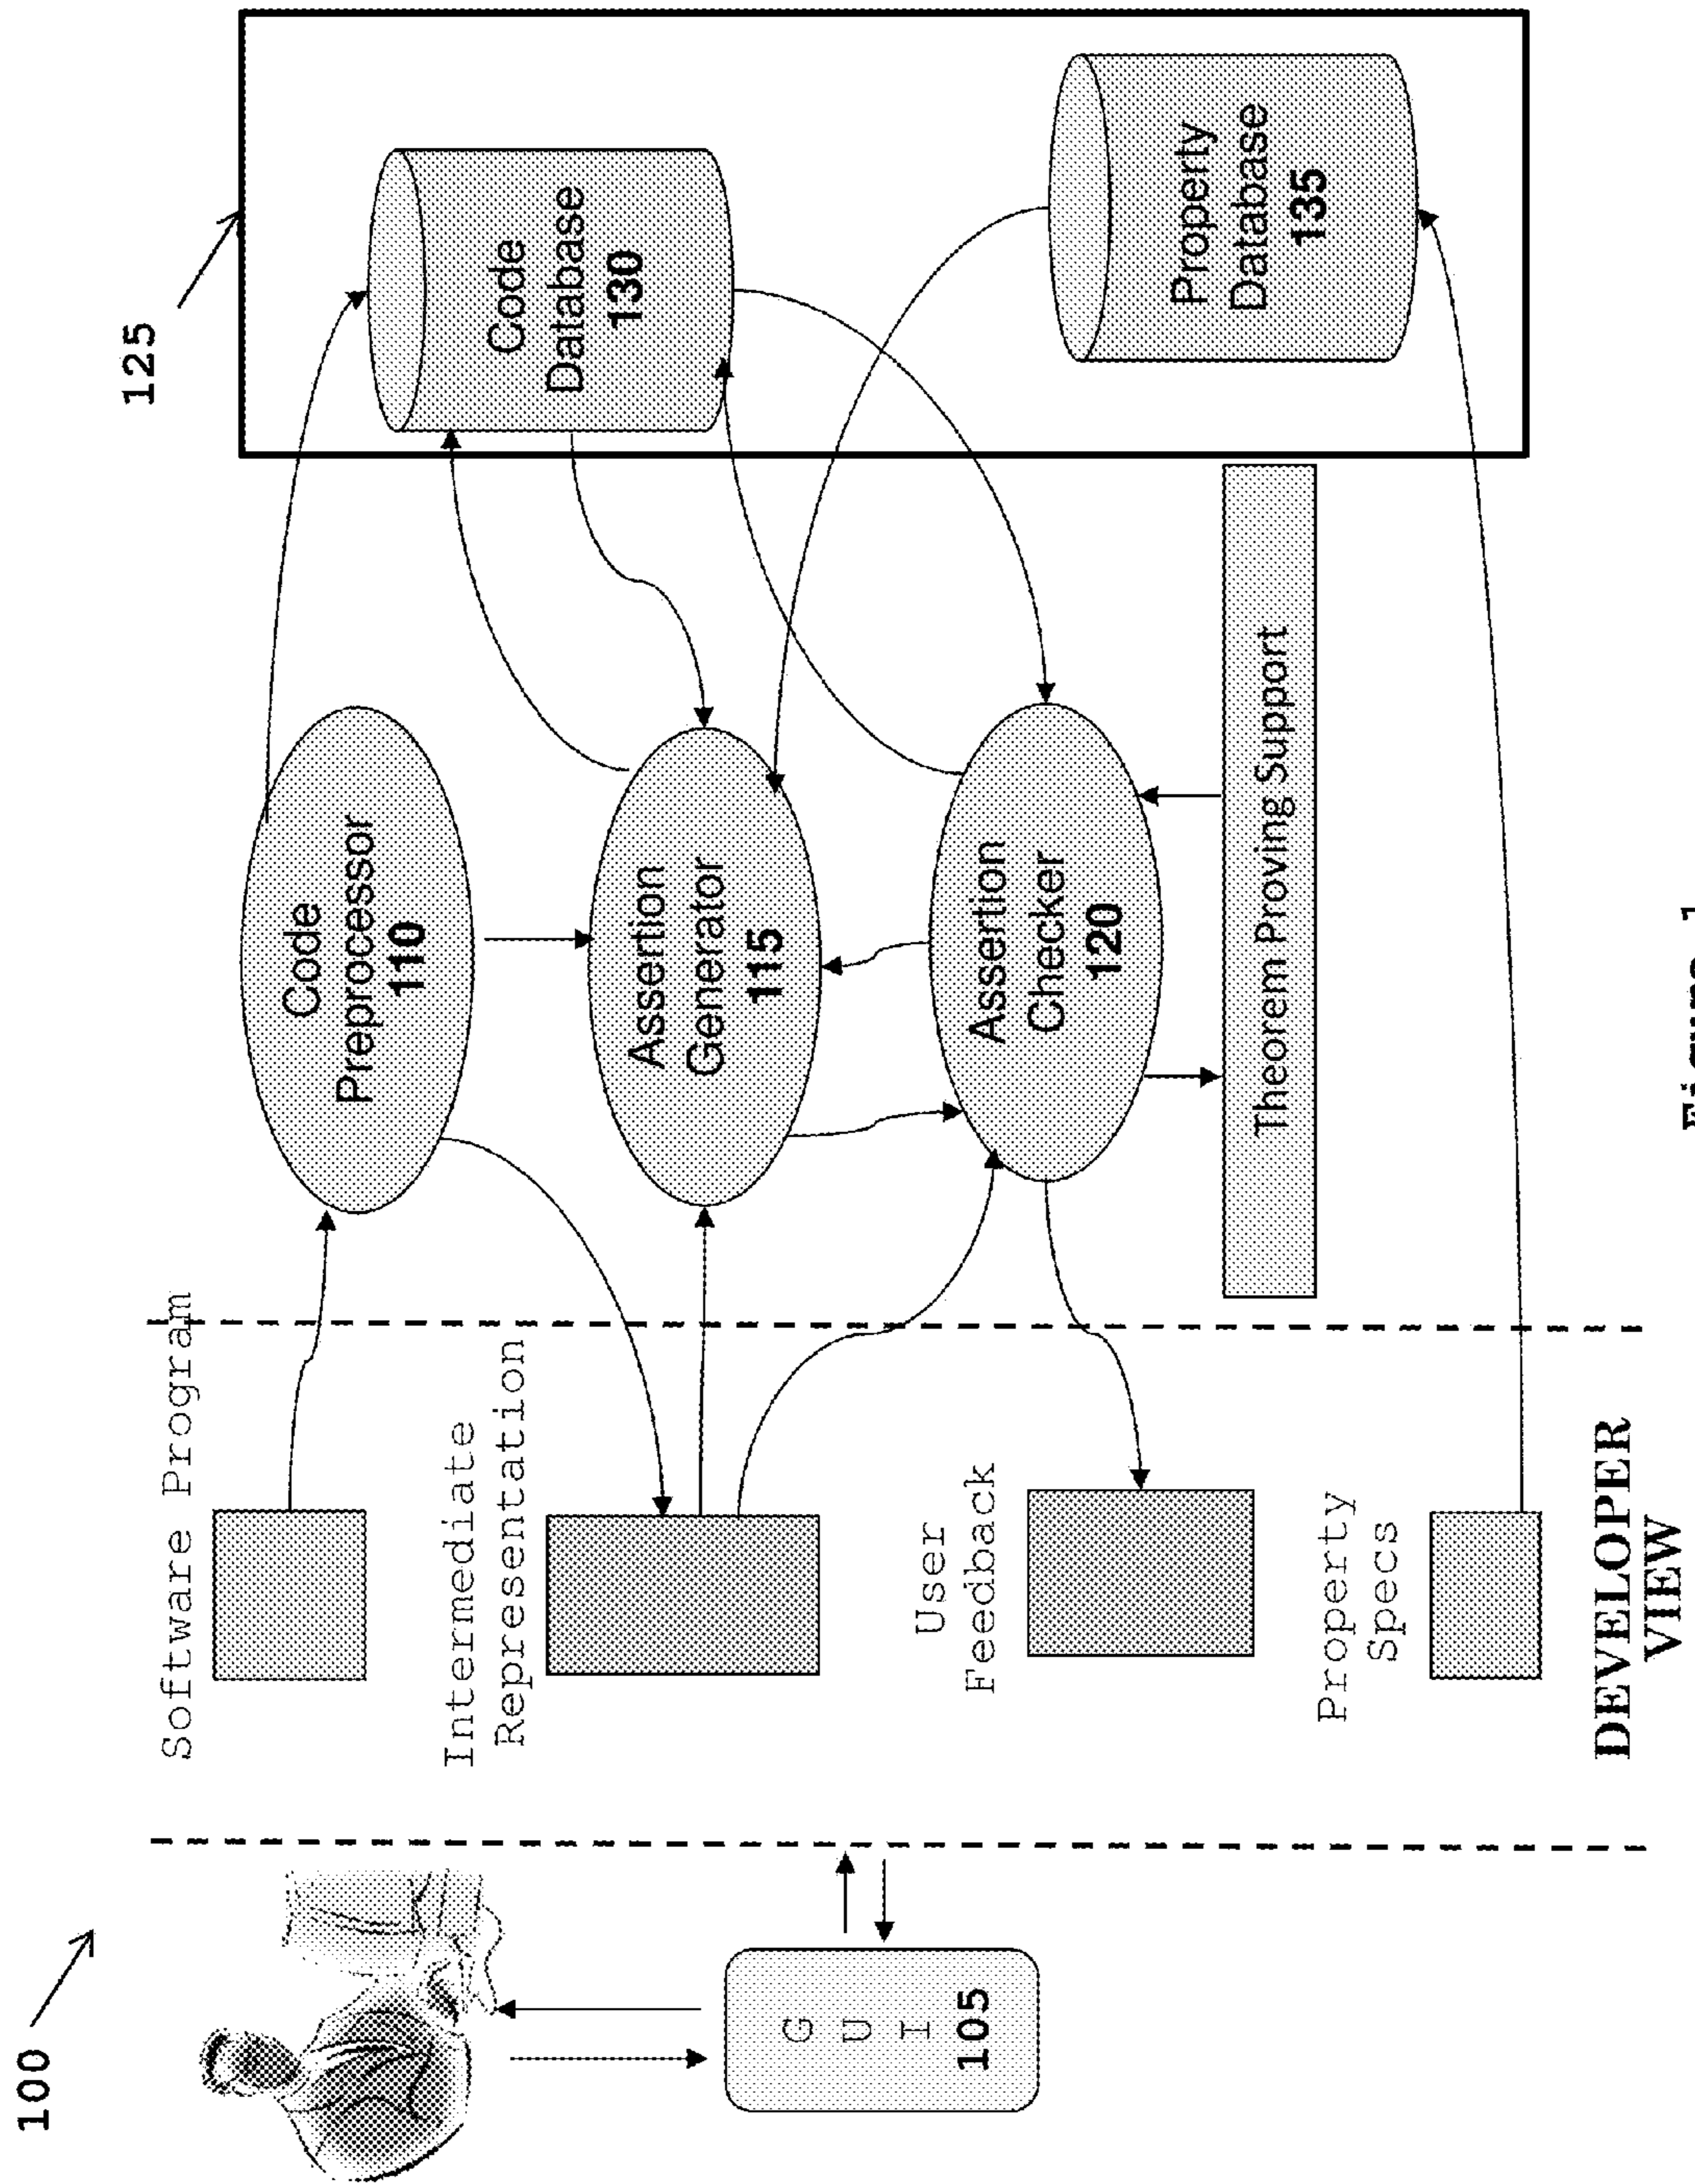 100
GUI
105
Software Program
Intermediate
Representation
User
Feedback
Property
Specs
DEVELOPER
VIEW
Code
Preprocessor
110
Assertion
Generator
115
Assertion
Checker
120
Theorem Proving Support
125
Code
Database
130
Property
Database
135